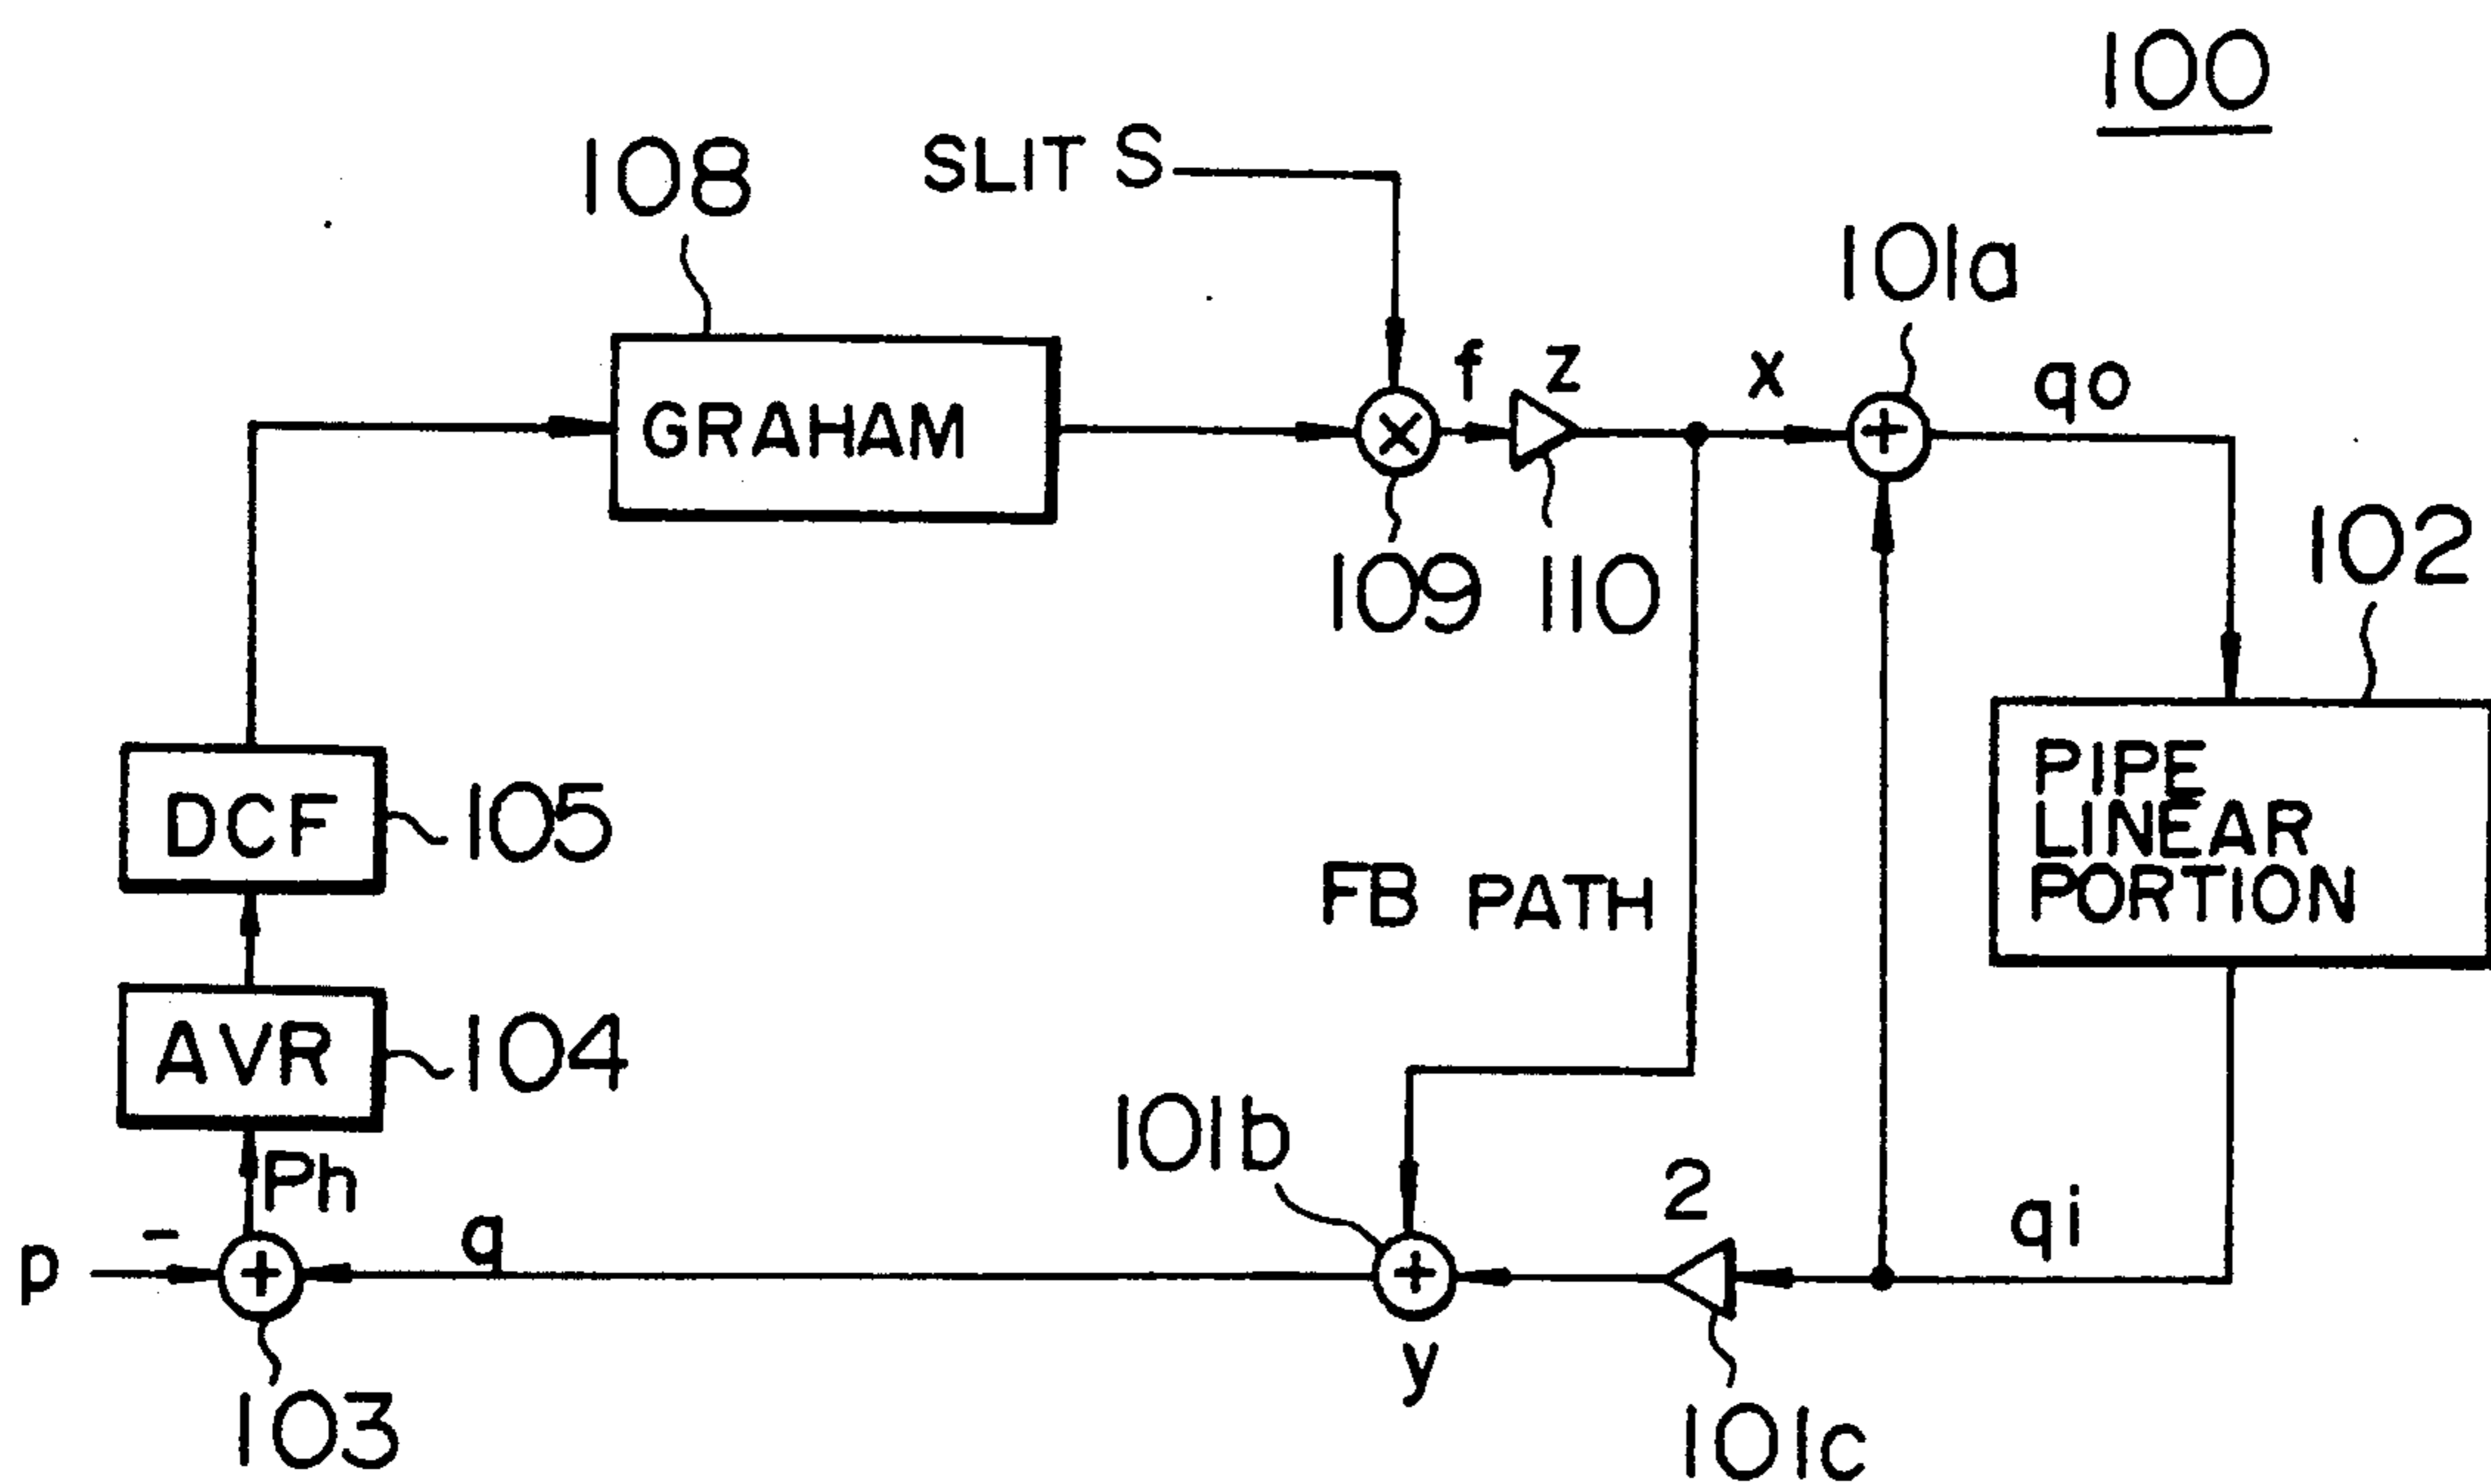 100
108
SLIT S
101a
GRAHAM
f
z
x
qo
109
110
102
PIPE
LINEAR
PORTION
DCF
105
FB PATH
AVR
104
101b
2
Ph
qi
p
-
q
y
103
101c